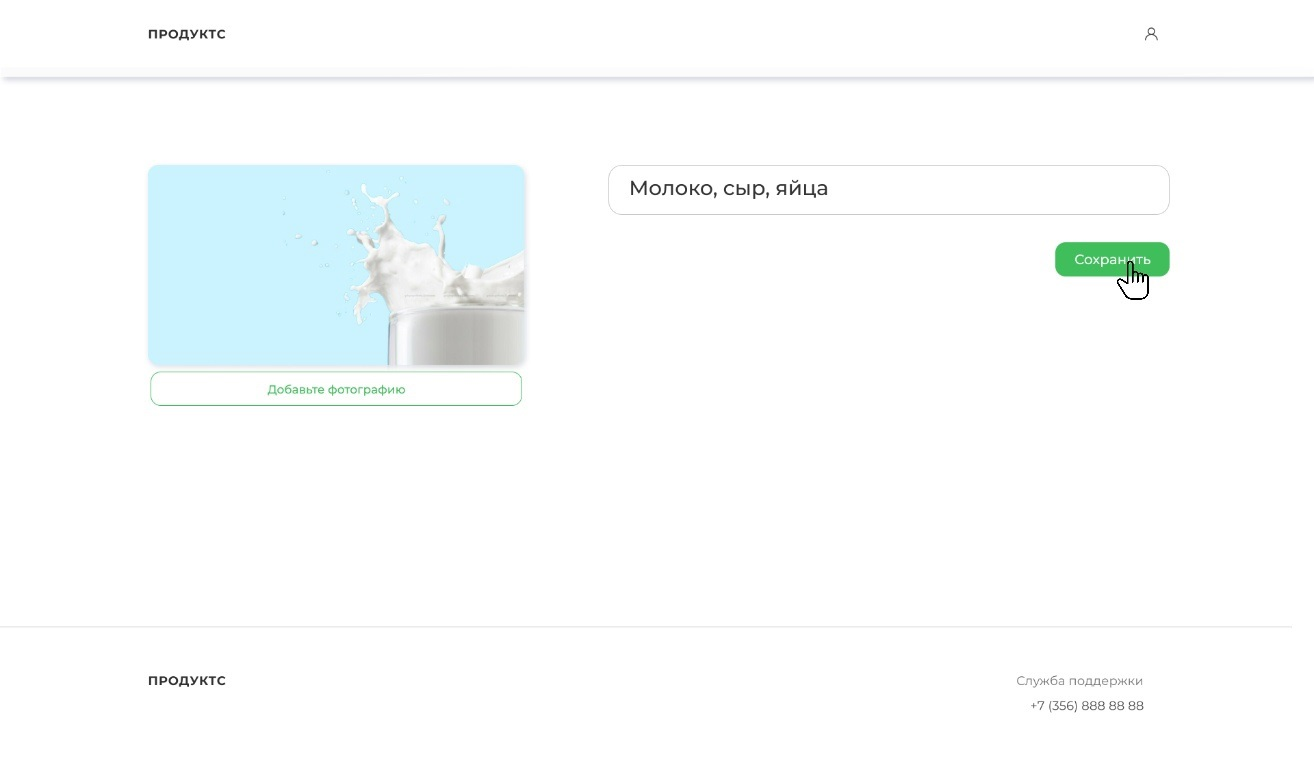 ПРОДУКТС
Молоко, сыр, яйца
Сохранить
Добавьте фотографию
ПРОДУКТС
Служба поддержки
+7 (356) 888 88 88